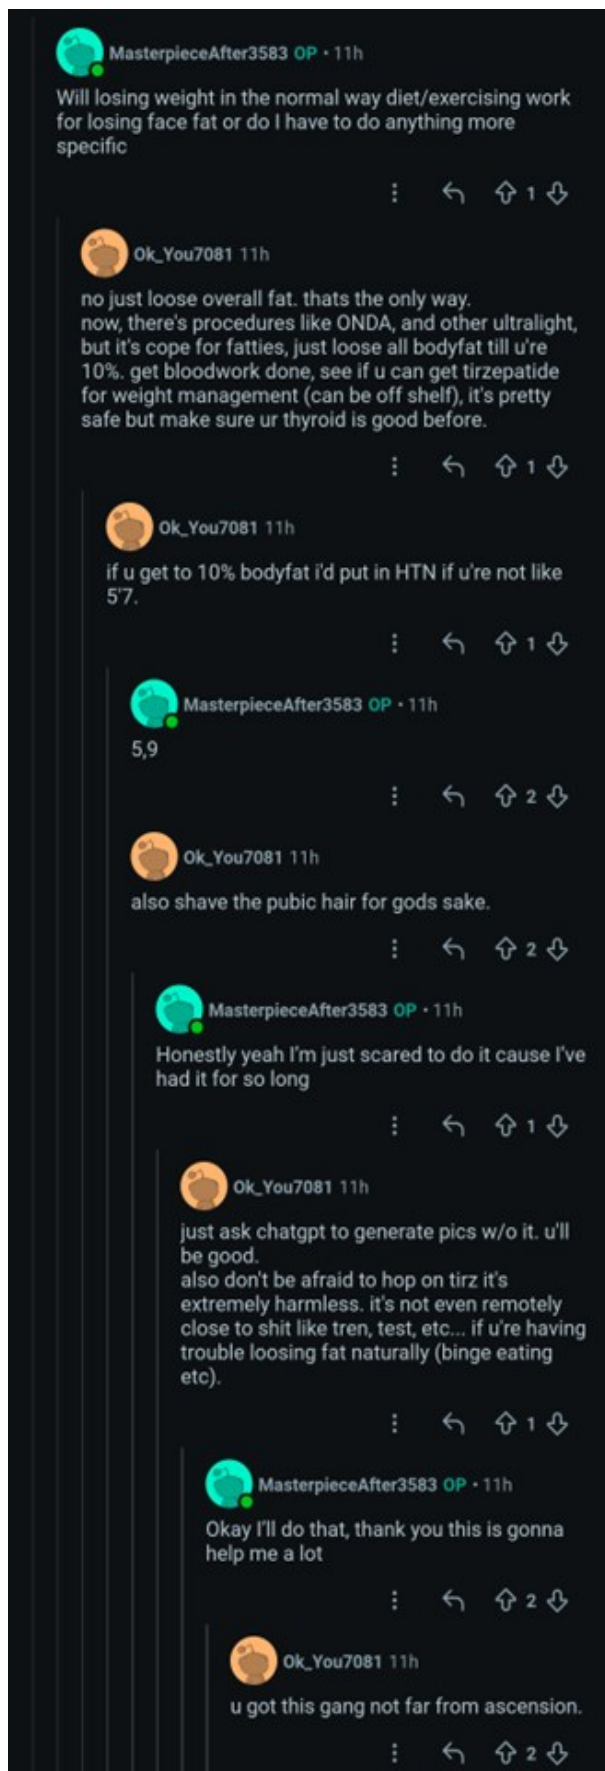 MasterpieceAfter3583 OP • 11h
Will losing weight in the normal way diet/exercising work
for losing face fat or do I have to do anything more
specific
1
Ok_You7081 11h
no just loose overall fat. thats the only way.
now, there's procedures like ONDA, and other ultralight,
but it's cope for fatties, just loose all bodyfat till u're
10%. get bloodwork done, see if u can get tirzepatide
for weight management (can be off shelf), it's pretty
safe but make sure ur thyroid is good before.
1
Ok_You7081 11h
if u get to 10% bodyfat i'd put in HTN if u're not like
5'7.
1
MasterpieceAfter3583 OP • 11h
5,9
2
Ok_You7081 11h
also shave the pubic hair for gods sake.
2
MasterpieceAfter3583 OP • 11h
Honestly yeah I'm just scared to do it cause I've
had it for so long
1
Ok_You7081 11h
just ask chatgpt to generate pics w/o it. u'll
be good.
also don't be afraid to hop on tirz it's
extremely harmless. it's not even remotely
close to shit like tren, test, etc... if u're having
trouble loosing fat naturally (binge eating
etc).
1
MasterpieceAfter3583 OP • 11h
Okay I'll do that, thank you this is gonna
help me a lot
2
Ok_You7081 11h
u got this gang not far from ascension.
2